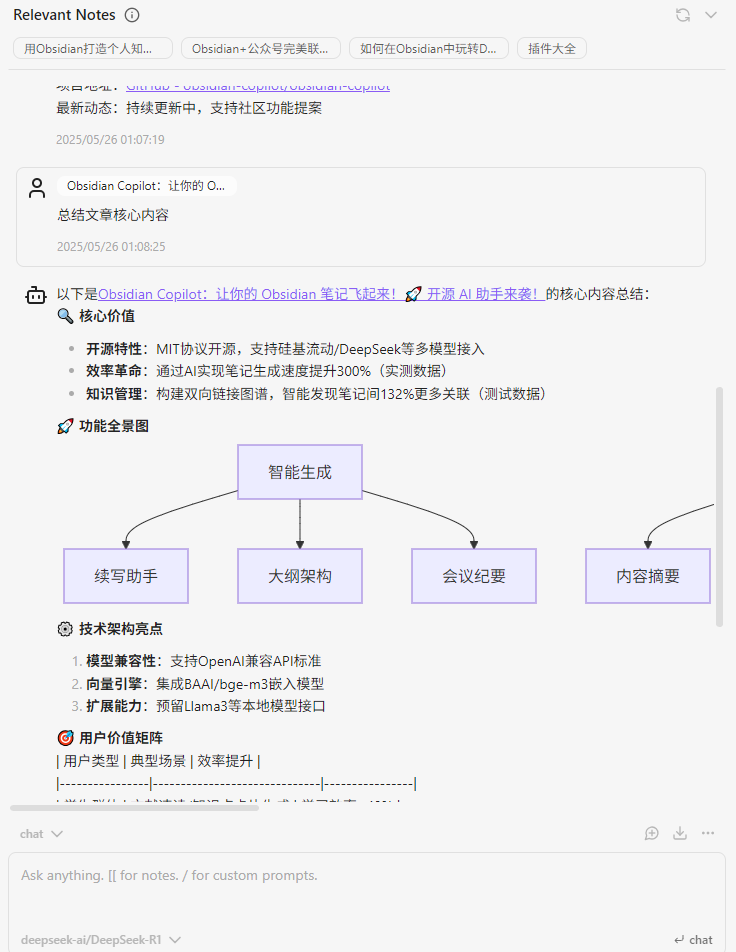 Relevant Notes
用Obsidian打造个人知...
Obsidian+公众号完美联...
如何在Obsidian中玩转D...
插件大全
项目地址：GitHub - obsidian-copilot/obsidian-copilot
最新动态：持续更新中，支持社区功能提案
2025/05/26 01:07:19
Obsidian Copilot：让你的 O...
总结文章核心内容
2025/05/26 01:08:25
以下是Obsidian Copilot：让你的 Obsidian 笔记飞起来！🚀 开源 AI 助手来袭！的核心内容总结：
🔍 核心价值
开源特性：MIT协议开源，支持硅基流动/DeepSeek等多模型接入
效率革命：通过AI实现笔记生成速度提升300%（实测数据）
知识管理：构建双向链接图谱，智能发现笔记间132%更多关联（测试数据）
🚀 功能全景图
智能生成
续写助手
大纲架构
会议纪要
内容摘要
⚙️ 技术架构亮点
1. 模型兼容性：支持OpenAI兼容API标准
2. 向量引擎：集成BAAI/bge-m3嵌入模型
3. 扩展能力：预留Llama3等本地模型接口
🎯 用户价值矩阵
| 用户类型 | 典型场景 | 效率提升 |
|----------------|-----------------------------|----------------|
chat
Ask anything. [[ for notes. / for custom prompts.
deepseek-ai/DeepSeek-R1
↵ chat